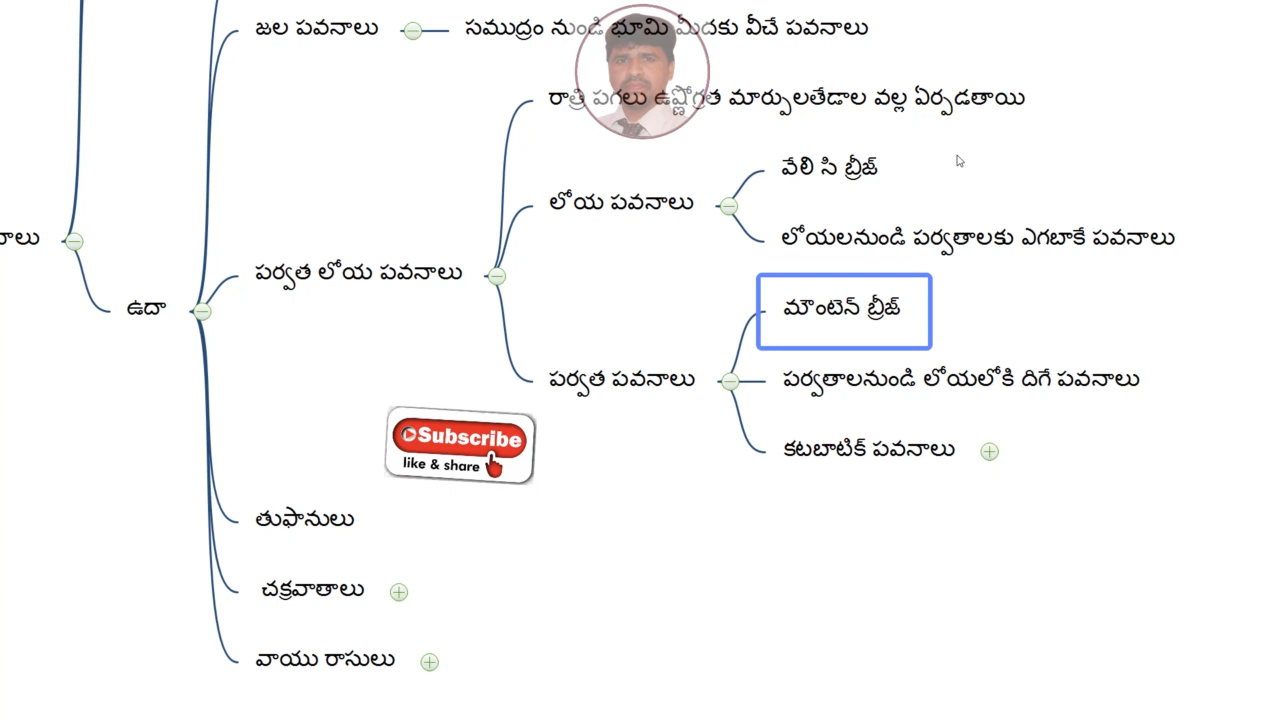 జల పవనాలు
సముద్రం నుండి భూమి మీదకు వీచే పవనాలు
రాత్రి పగలు ఉష్ణోగ్రత మార్పులతేడాల వల్ల ఏర్పడతాయి
వేలి సి బ్రీజ్
లోయ పవనాలు
లోయలనుండి పర్వతాలకు ఎగబాకే పవనాలు
పర్వత లోయ పవనాలు
ఉదా
మౌంటెన్ బ్రీజ్
పర్వత పవనాలు
పర్వతాలనుండి లోయలోకి దిగే పవనాలు
కటబాటిక్ పవనాలు
Subscribe
like & share
తుఫానులు
చక్రవాతాలు
వాయు రాసులు